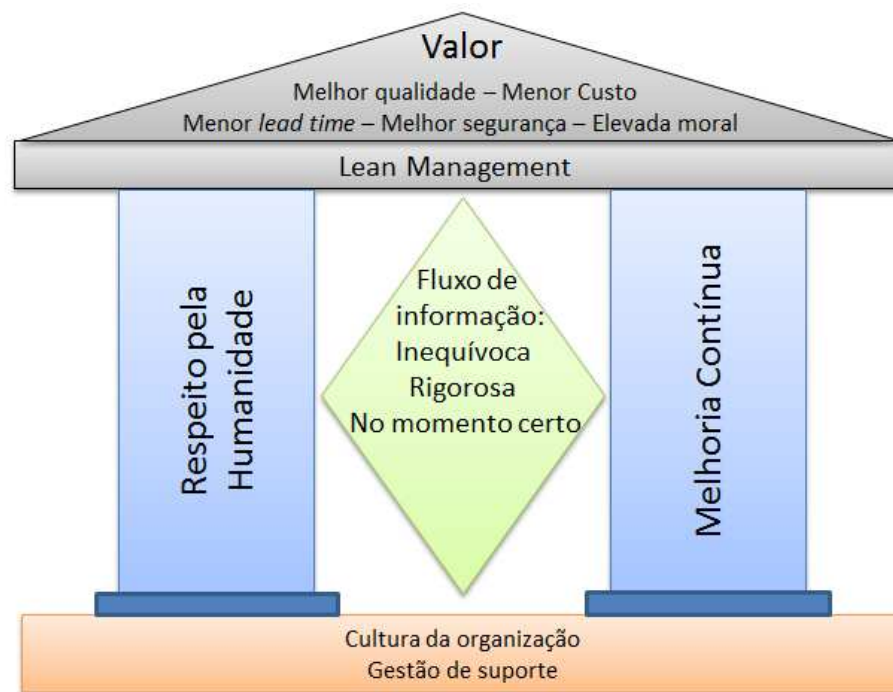 Valor
Melhor qualidade – Menor Custo
Menor lead time – Melhor segurança – Elevada moral
Lean Management
Respeito pela
Humanidade
Fluxo de
informação:
Inequívoca
Rigorosa
No momento certo
Melhoria Contínua
Cultura da organização
Gestão de suporte